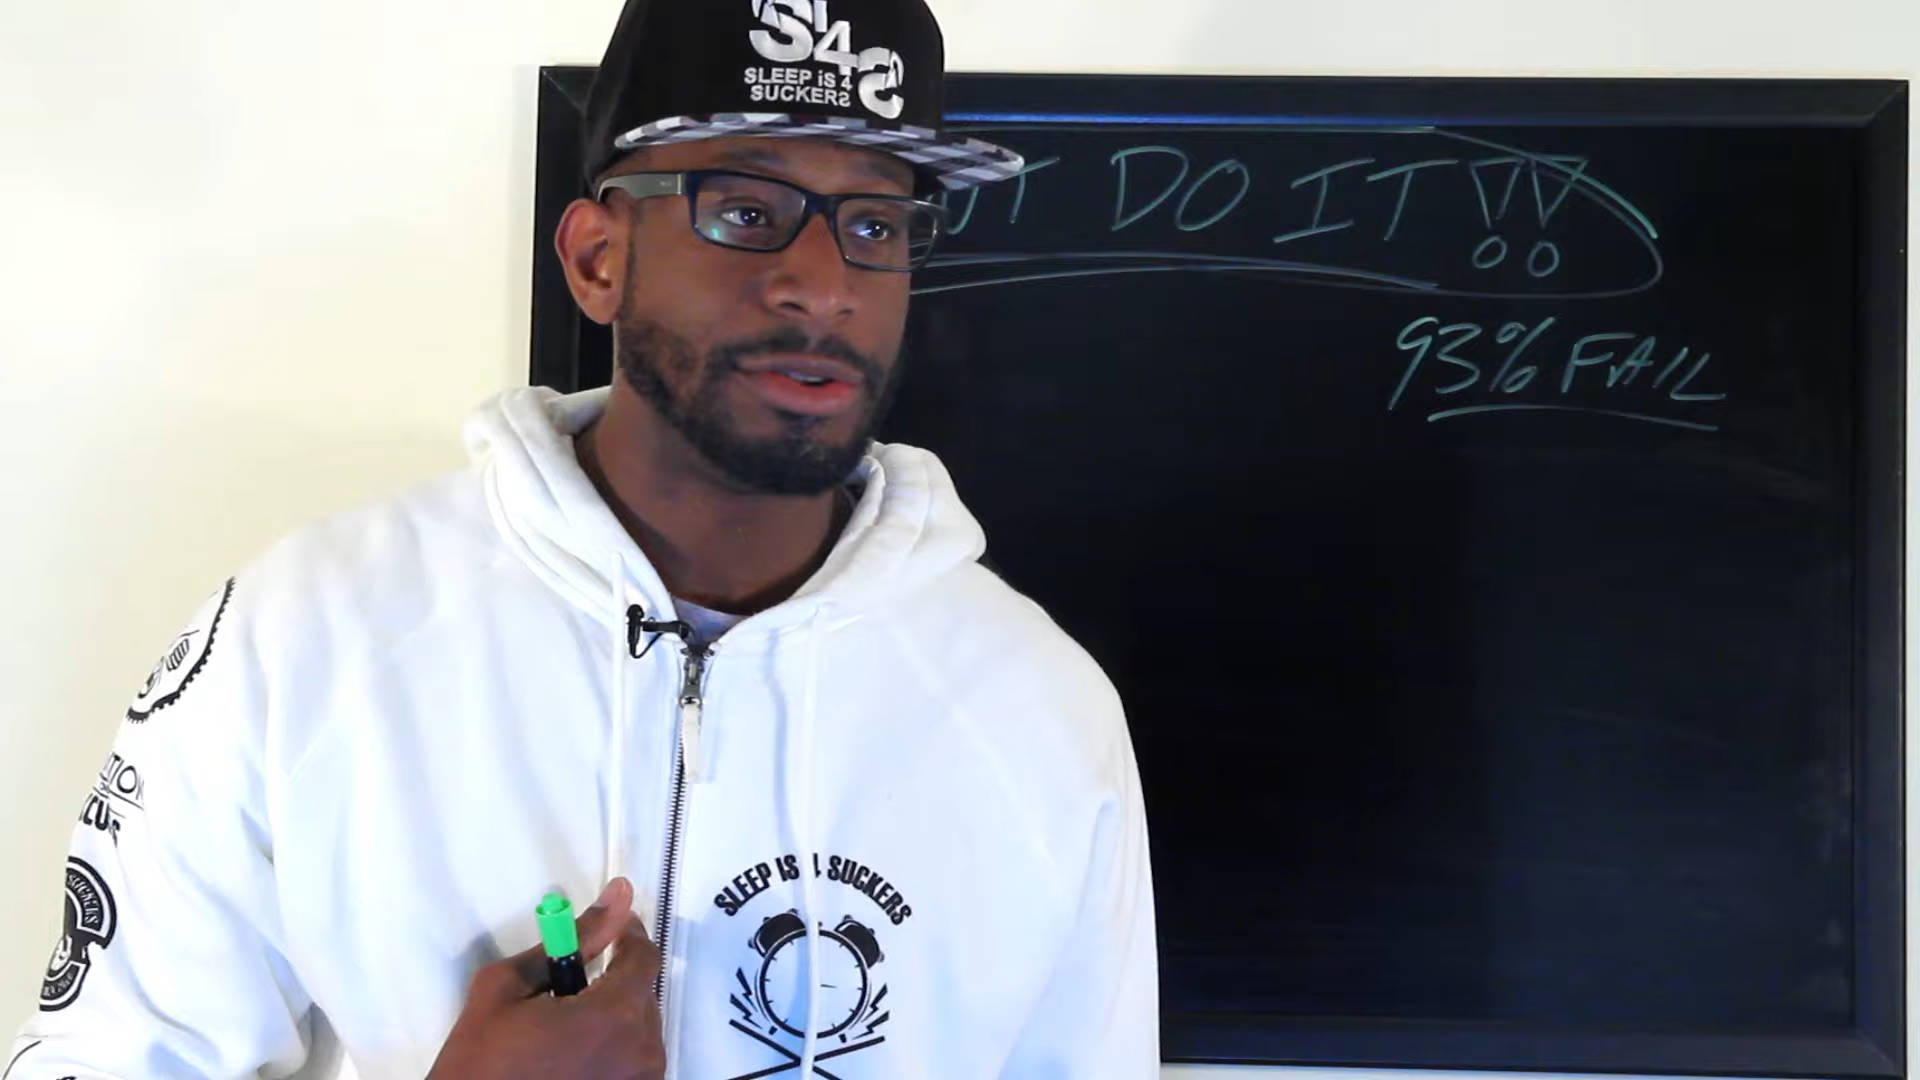 S4S
SLEEP iS 4
SUCKERS
DO IT!!
93% FAIL
SLEEP IS 4 SUCKERS